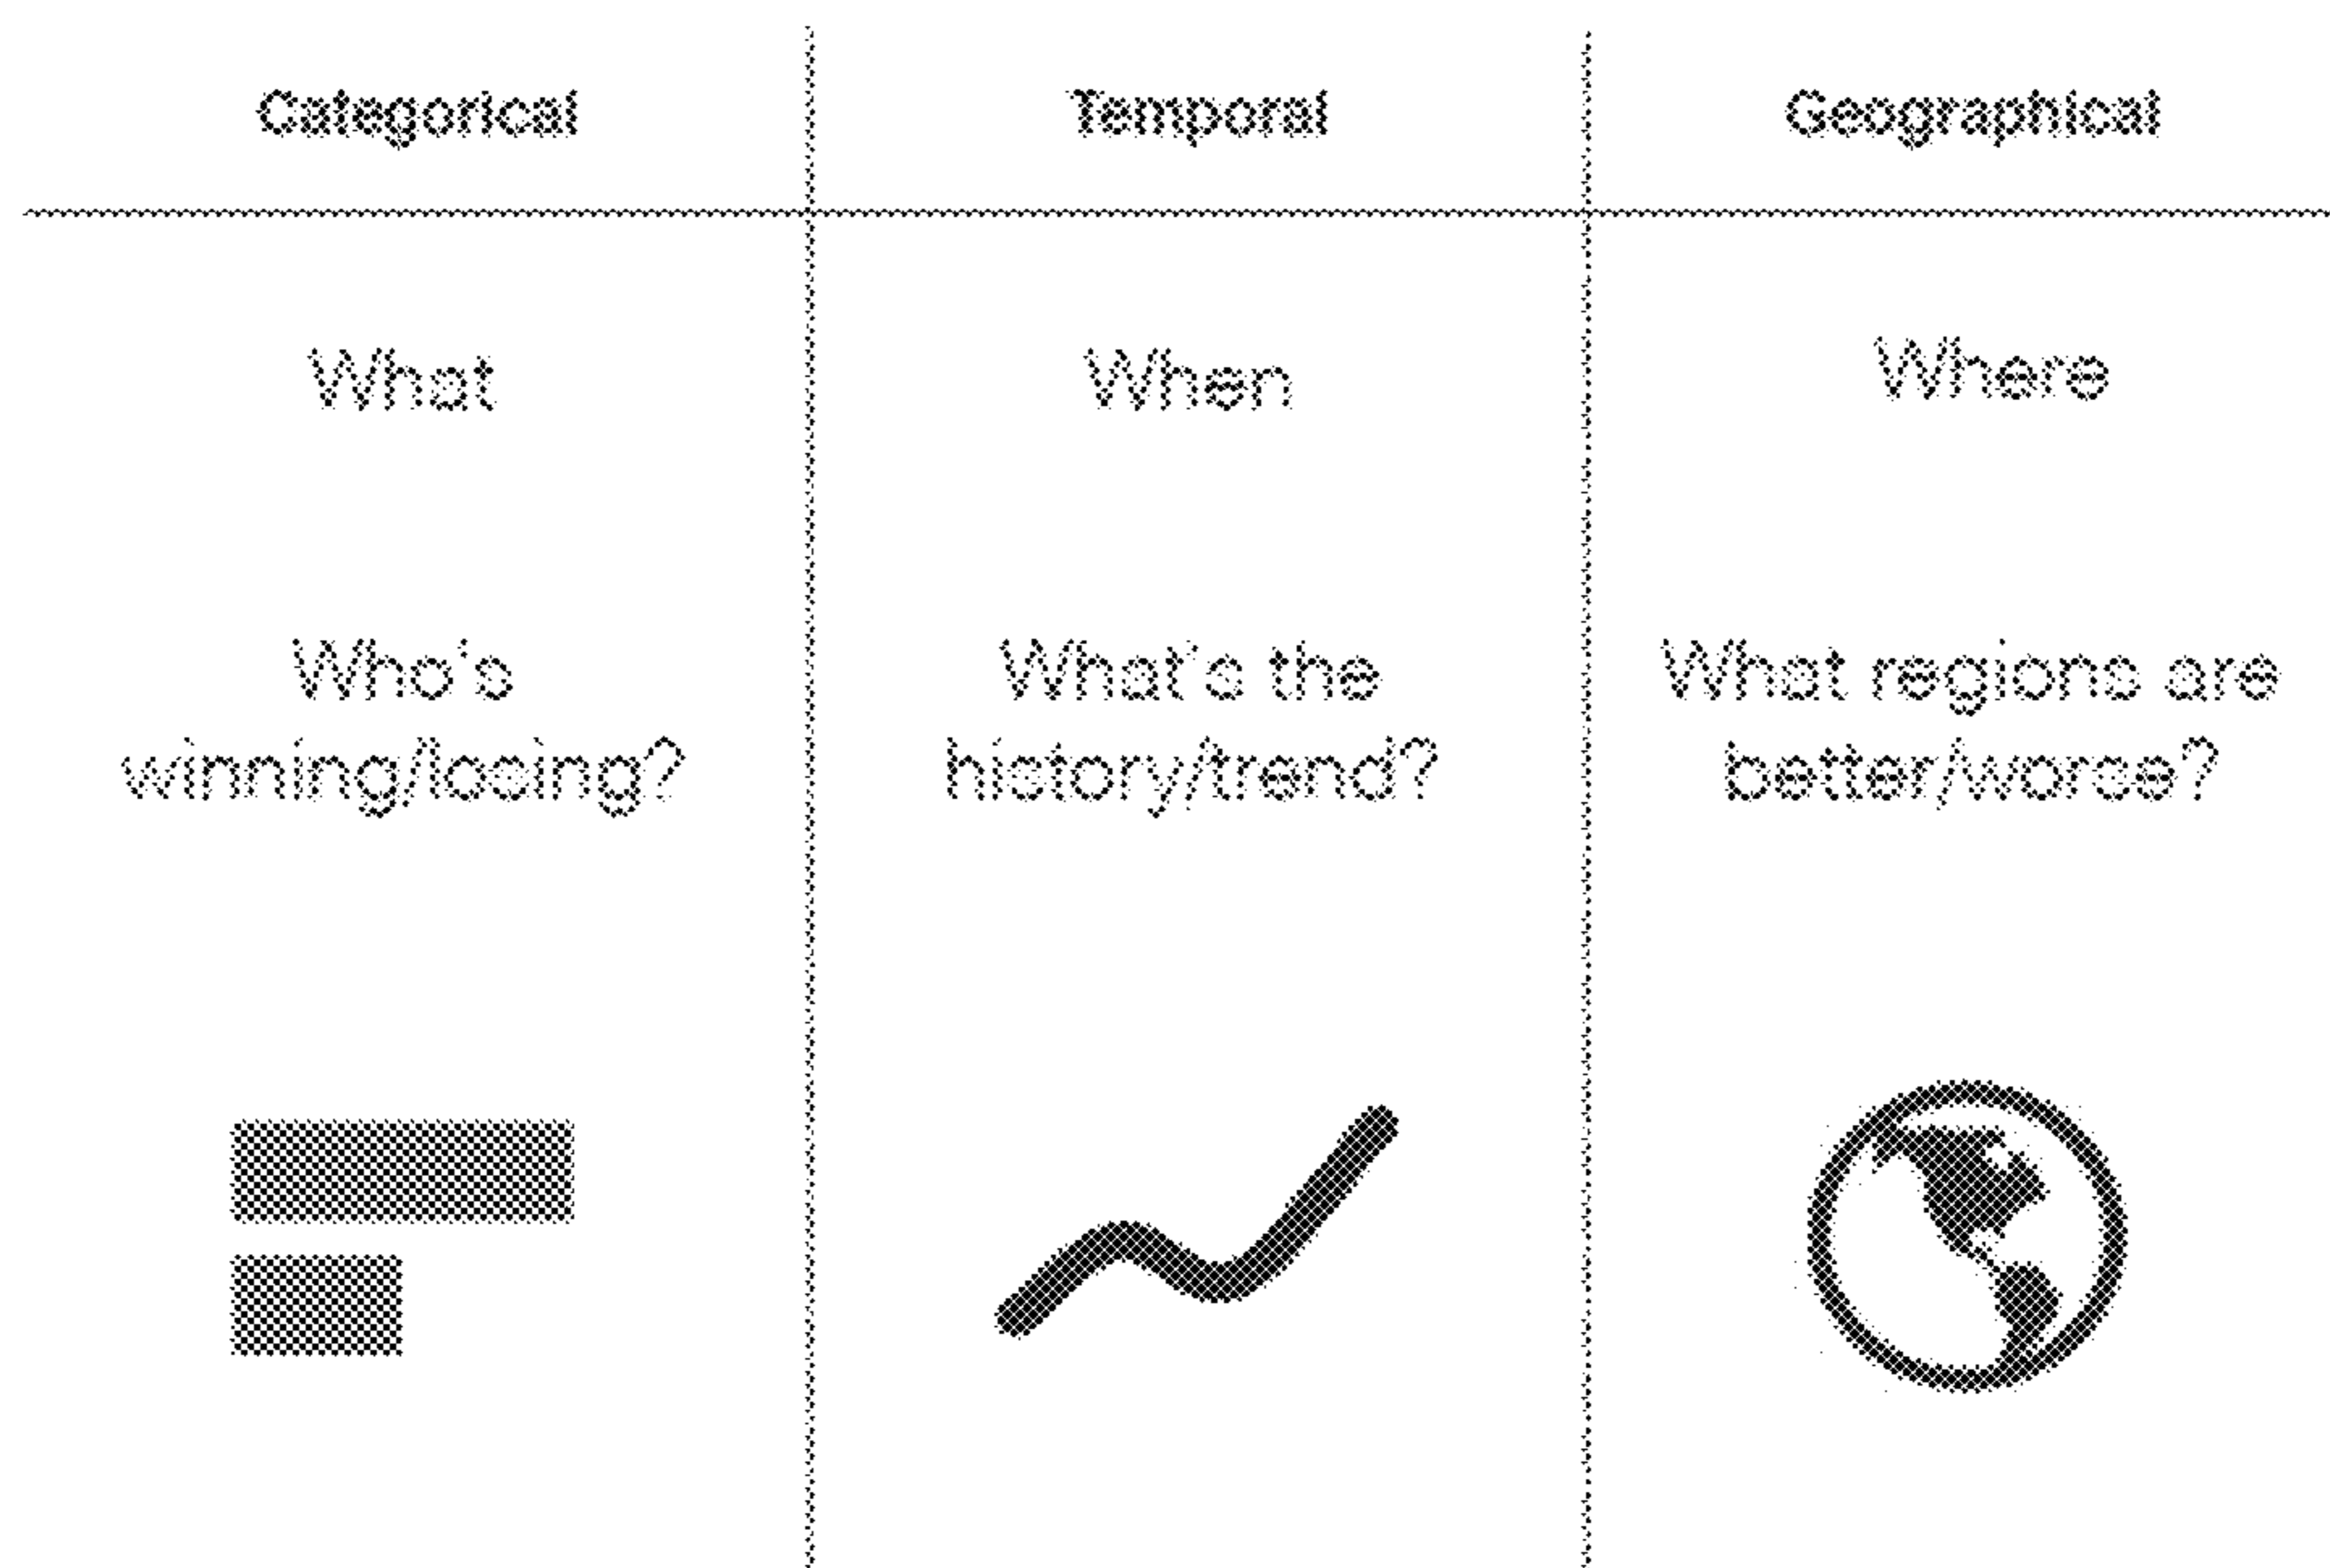 Categorical
Temporal
Geographical
What
When
Where
Who's
winning/losing?
What's the
history/trend?
What regions are
better/worse?